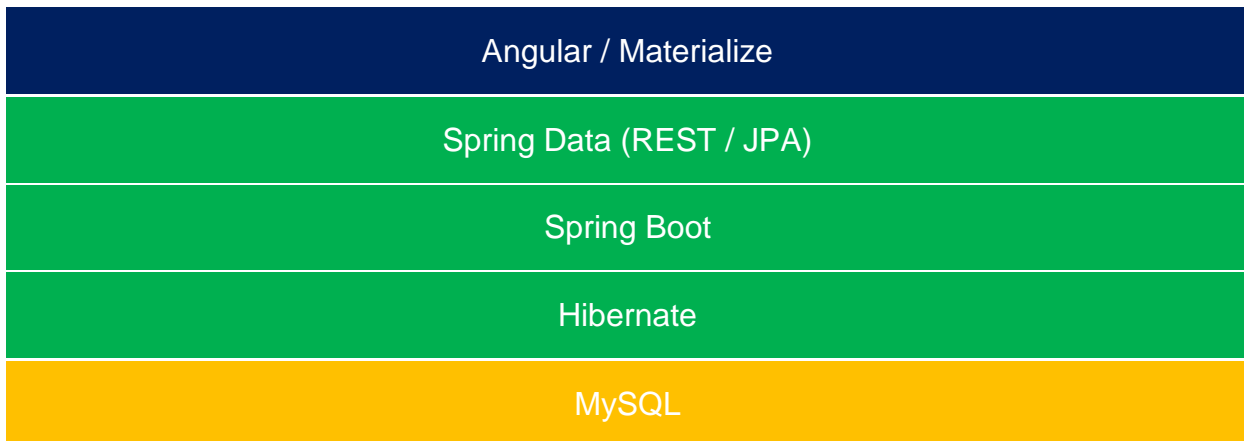 Angular / Materialize
Spring Data (REST / JPA)
Spring Boot
Hibernate
MySQL